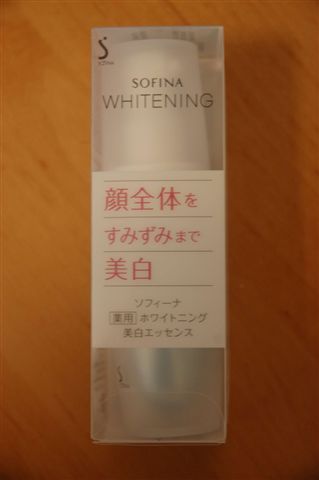 SOFINA
WHITENING
顔全体を
すみずみまで
美白
ソフィーナ
薬用 ホワイトニング
美白エッセンス